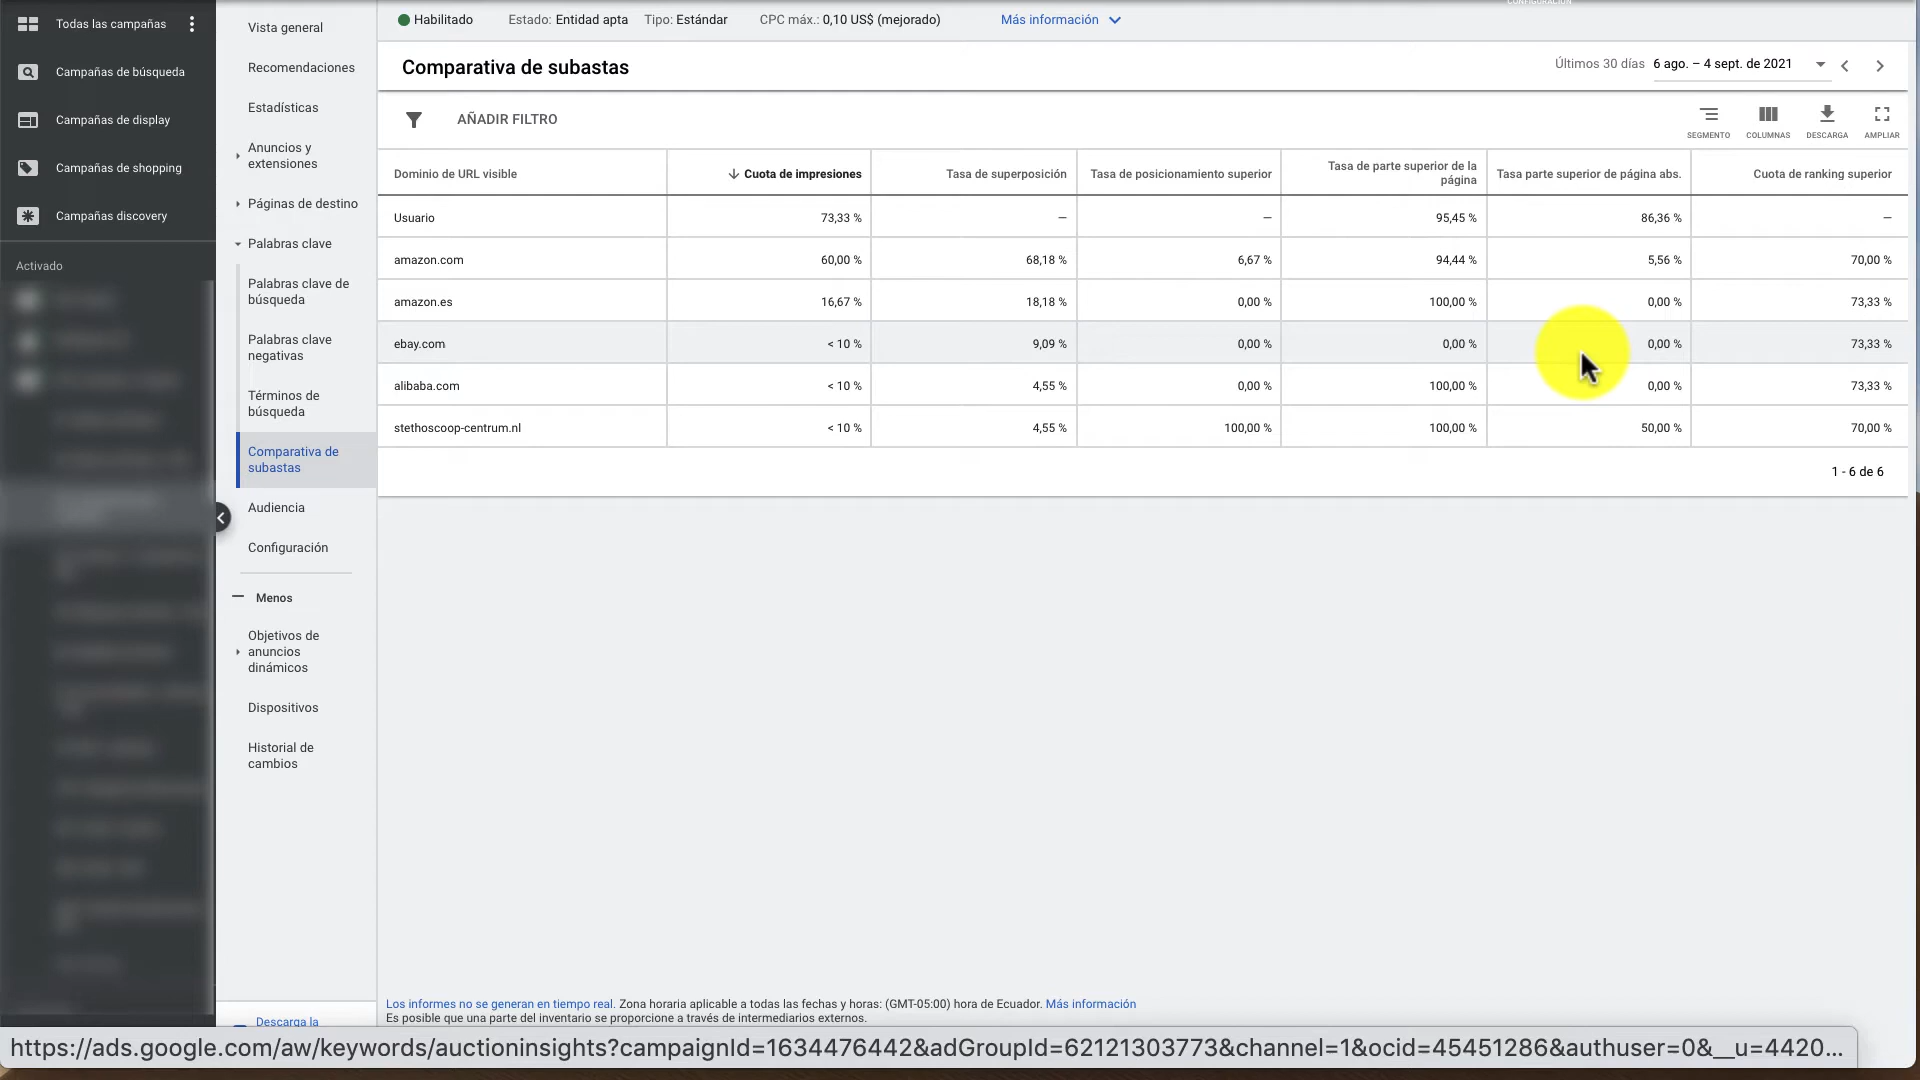 Todas las campañas
Campañas de búsqueda
Campañas de display
Campañas de shopping
Campañas discovery
Activado
Vista general
Recomendaciones
Estadísticas
Anuncios y
extensiones
Páginas de destino
Palabras clave
Palabras clave de
búsqueda
Palabras clave
negativas
Términos de
búsqueda
Comparativa de
subastas
Audiencia
Configuración
Menos
Objetivos de
anuncios
dinámicos
Dispositivos
Historial de
cambios
Descarga la
CONFIGURACIÓN
Habilitado Estado: Entidad apta Tipo: Estándar CPC máx.: 0,10 US$ (mejorado) Más información
Comparativa de subastas
Últimos 30 días 6 ago. – 4 sept. de 2021
AÑADIR FILTRO
SEGMENTO COLUMNAS DESCARGA AMPLIAR
Dominio de URL visible Cuota de impresiones Tasa de superposición Tasa de posicionamiento superior Tasa de parte superior de la página Tasa parte superior de página abs. Cuota de ranking superior
Usuario 73,33 % — — 95,45 % 86,36 % —
amazon.com 60,00 % 68,18 % 6,67 % 94,44 % 5,56 % 70,00 %
amazon.es 16,67 % 18,18 % 0,00 % 100,00 % 0,00 % 73,33 %
ebay.com < 10 % 9,09 % 0,00 % 0,00 % 0,00 % 73,33 %
alibaba.com < 10 % 4,55 % 0,00 % 100,00 % 0,00 % 73,33 %
stethoscoop-centrum.nl < 10 % 4,55 % 100,00 % 100,00 % 50,00 % 70,00 %
1 - 6 de 6
Los informes no se generan en tiempo real. Zona horaria aplicable a todas las fechas y horas: (GMT-05:00) hora de Ecuador. Más información
Es posible que una parte del inventario se proporcione a través de intermediarios externos.
https://ads.google.com/aw/keywords/auctioninsights?campaignId=1634476442&adGroupId=62121303773&channel=1&ocid=45451286&authuser=0&__u=4420...